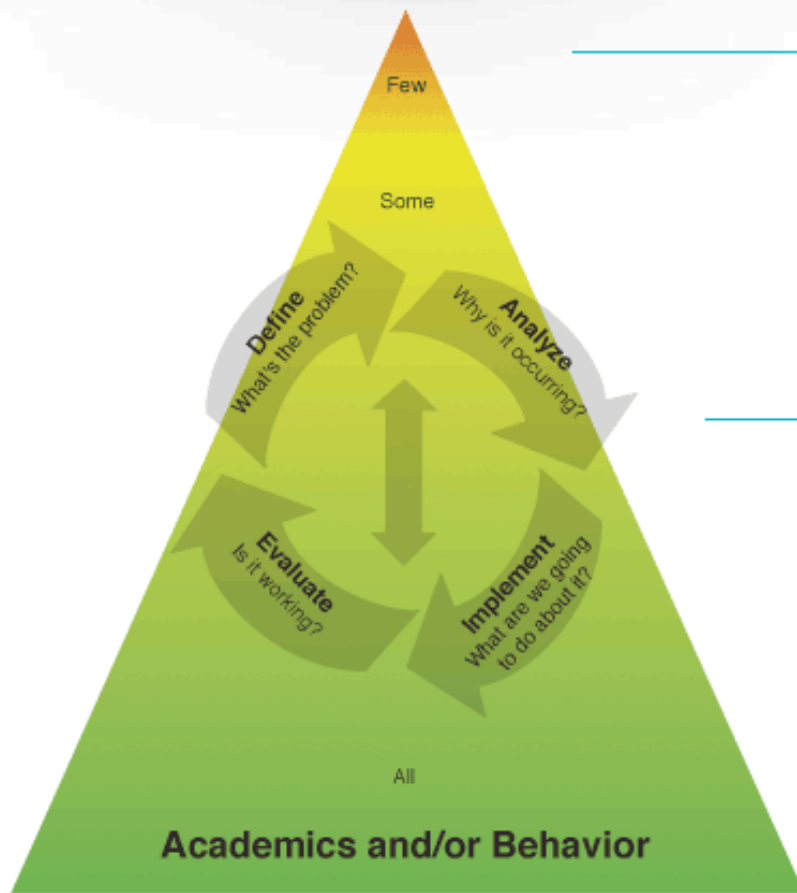 Few
Some
Define
What's the problem?
Analyze
Why is it occurring?
Implement
What are we going
to do about it?
Evaluate
Is it working?
All
Academics and/or Behavior